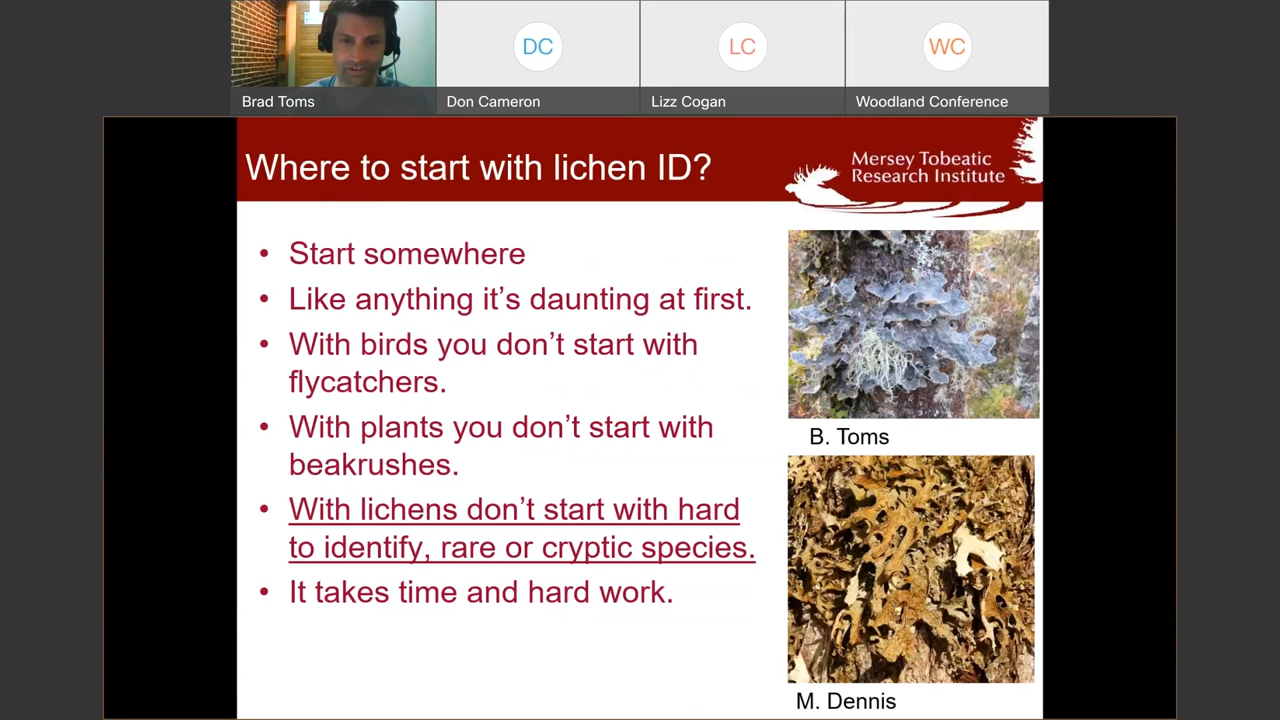 DC
LC
WC
Brad Toms
Don Cameron
Lizz Cogan
Woodland Conference
Where to start with lichen ID?
Mersey Tobeatic
Research Institute
• Start somewhere
• Like anything it's daunting at first.
• With birds you don't start with
flycatchers.
• With plants you don't start with
beakrushes.
• With lichens don't start with hard
to identify, rare or cryptic species.
• It takes time and hard work.
B. Toms
M. Dennis